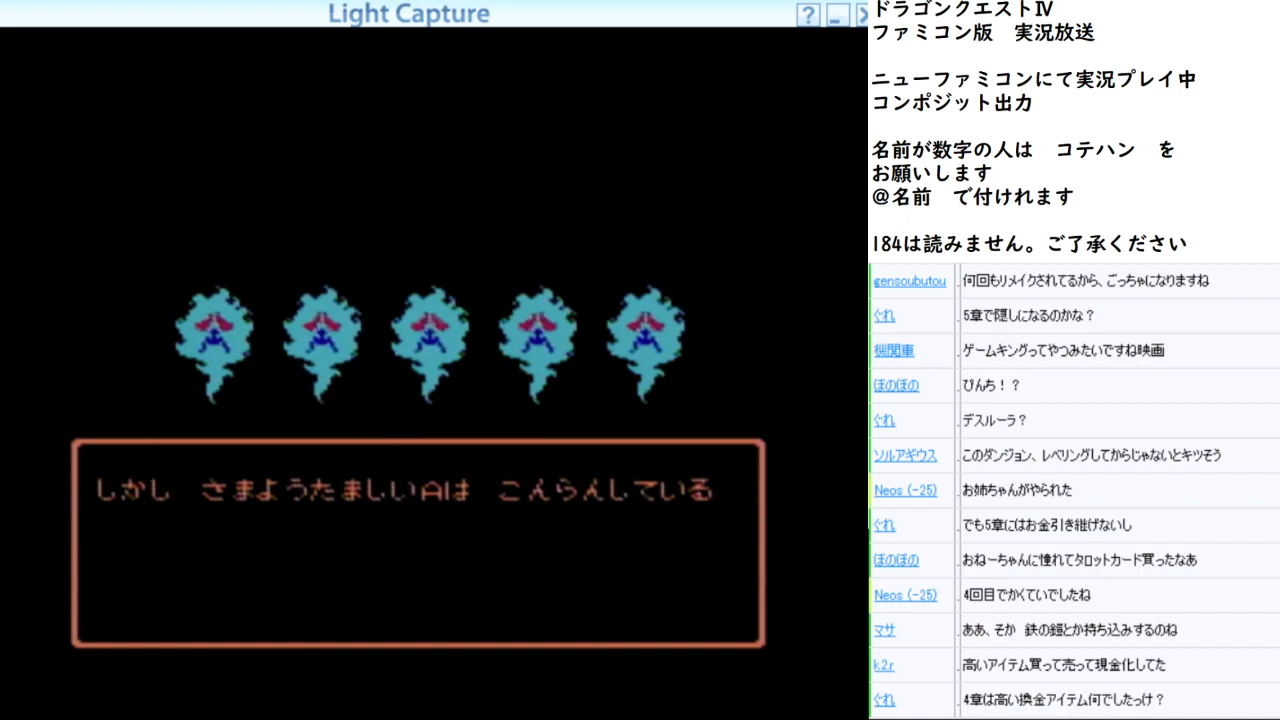 Light Capture
しかし　さまようたましいAは　こんらんしている
ドラゴンクエストⅣ
ファミコン版　実況放送
ニューファミコンにて実況プレイ中
コンポジット出力
名前が数字の人は　コテハン　を
お願いします
＠名前　で付けれます
184は読みません。ご了承ください
gensoubutou 何回もリメイクされてるから、ごっちゃになりますね
ぐれ 5章で隠しになるのかな？
機関車 ゲームキングってやつみたいですね映画
ぼのぼの ぴんち！？
ぐれ デスルーラ？
ソルアギウス このダンジョン、レベリングしてからじゃないとキツそう
Neos (-25) お姉ちゃんがやられた
ぐれ でも5章にはお金引き継げないし
ぼのぼの おねーちゃんに憧れてタロットカード買ったなあ
Neos (-25) 4回目でかくていでしたね
マサ ああ、そか　鉄の鎧とか持ち込みするのね
k2r 高いアイテム買って売って現金化してた
ぐれ 4章は高い換金アイテム何でしたっけ？